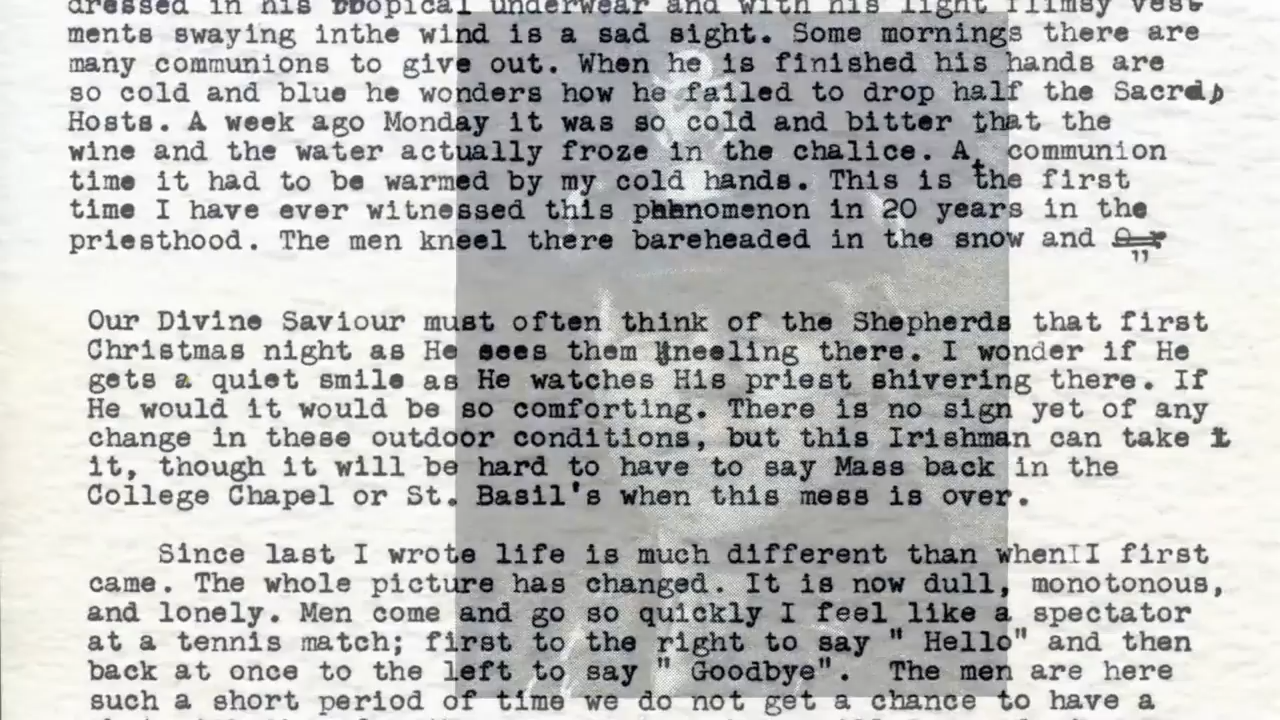 dressed in his propical underwear and with his light flimsy vest
ments swaying inthe wind is a sad sight. Some mornings there are
many communions to give out. When he is finished his hands are
so cold and blue he wonders how he failed to drop half the Sacred
Hosts. A week ago Monday it was so cold and bitter that the
wine and the water actually froze in the chalice. At communion
time it had to be warmed by my cold hands. This is the first
time I have ever witnessed this phenomenon in 20 years in the
priesthood. The men kneel there bareheaded in the snow and
Our Divine Saviour must often think of the Shepherds that first
Christmas night as He sees them kneeling there. I wonder if He
gets a quiet smile as He watches His priest shivering there. If
He would it would be so comforting. There is no sign yet of any
change in these outdoor conditions, but this Irishman can take
it, though it will be hard to have to say Mass back in the
College Chapel or St. Basil's when this mess is over.
Since last I wrote life is much different than whenII first
came. The whole picture has changed. It is now dull, monotonous,
and lonely. Men come and go so quickly I feel like a spectator
at a tennis match; first to the right to say " Hello" and then
back at once to the left to say " Goodbye". The men are here
such a short period of time we do not get a chance to have a